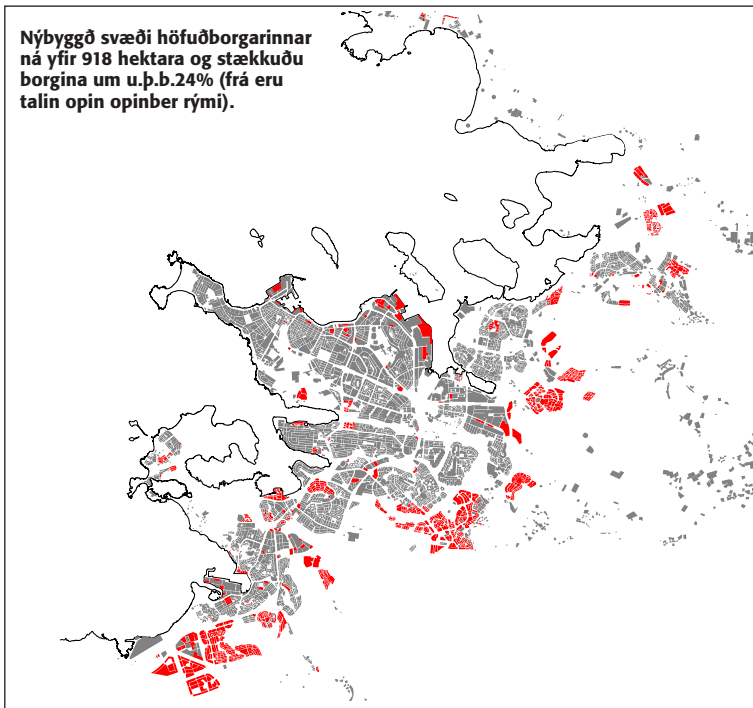 Nýbyggð svæði höfuðborgarinnar
ná yfir 918 hektara og stækkuðu
borgina um u.þ.b.24% (frá eru
talin opin opinber rými).